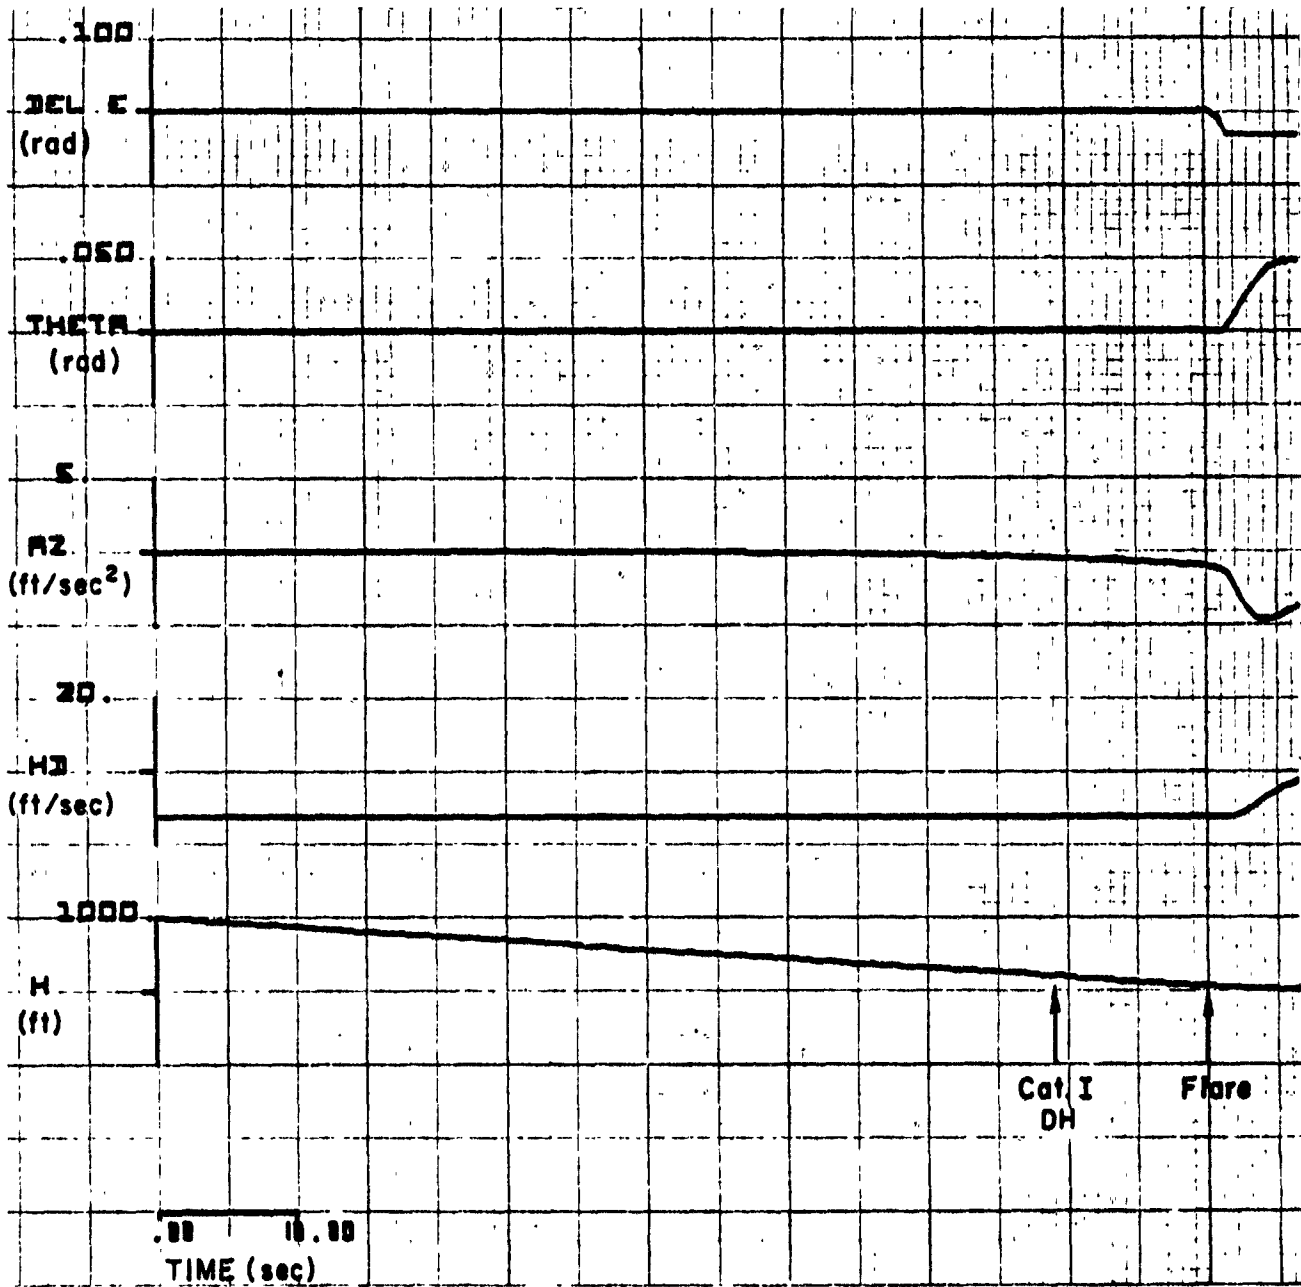 .100
DEL E
(rad)
.050
THETA
(rad)
5.
AZ
(ft/sec²)
20.
HD
(ft/sec)
1000
H
(ft)
Cat. I
DH
Flare
.00 10.00
TIME (sec)